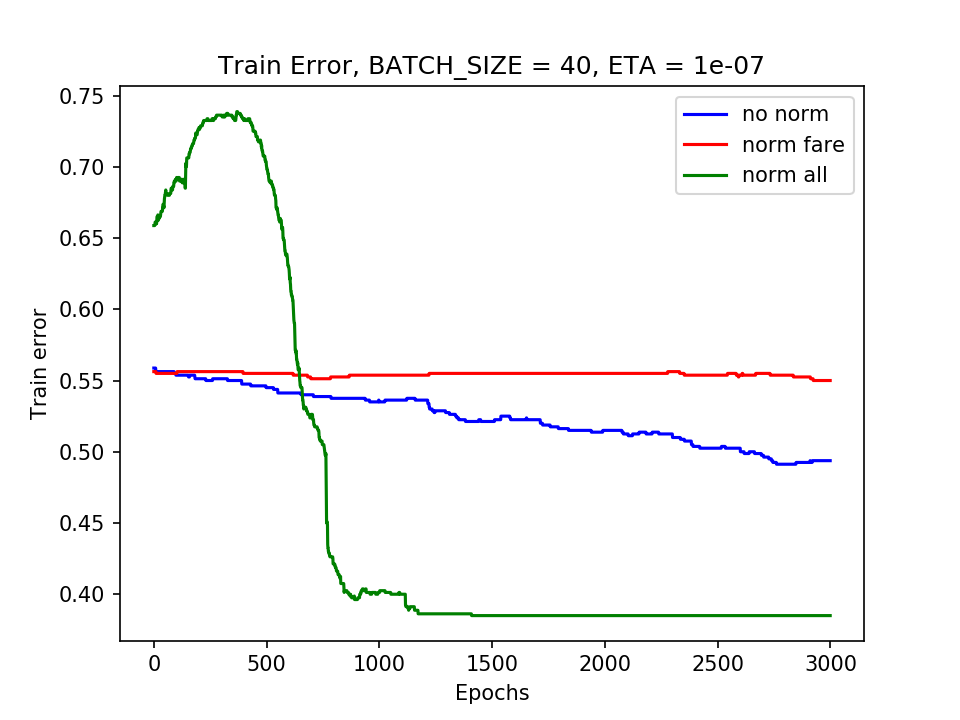 Train Error, BATCH_SIZE = 40, ETA = 1e-07
0.75
0.70
0.65
0.60
0.55
0.50
0.45
0.40
Train error
no norm
norm fare
norm all
0
500
1000
1500
2000
2500
3000
Epochs